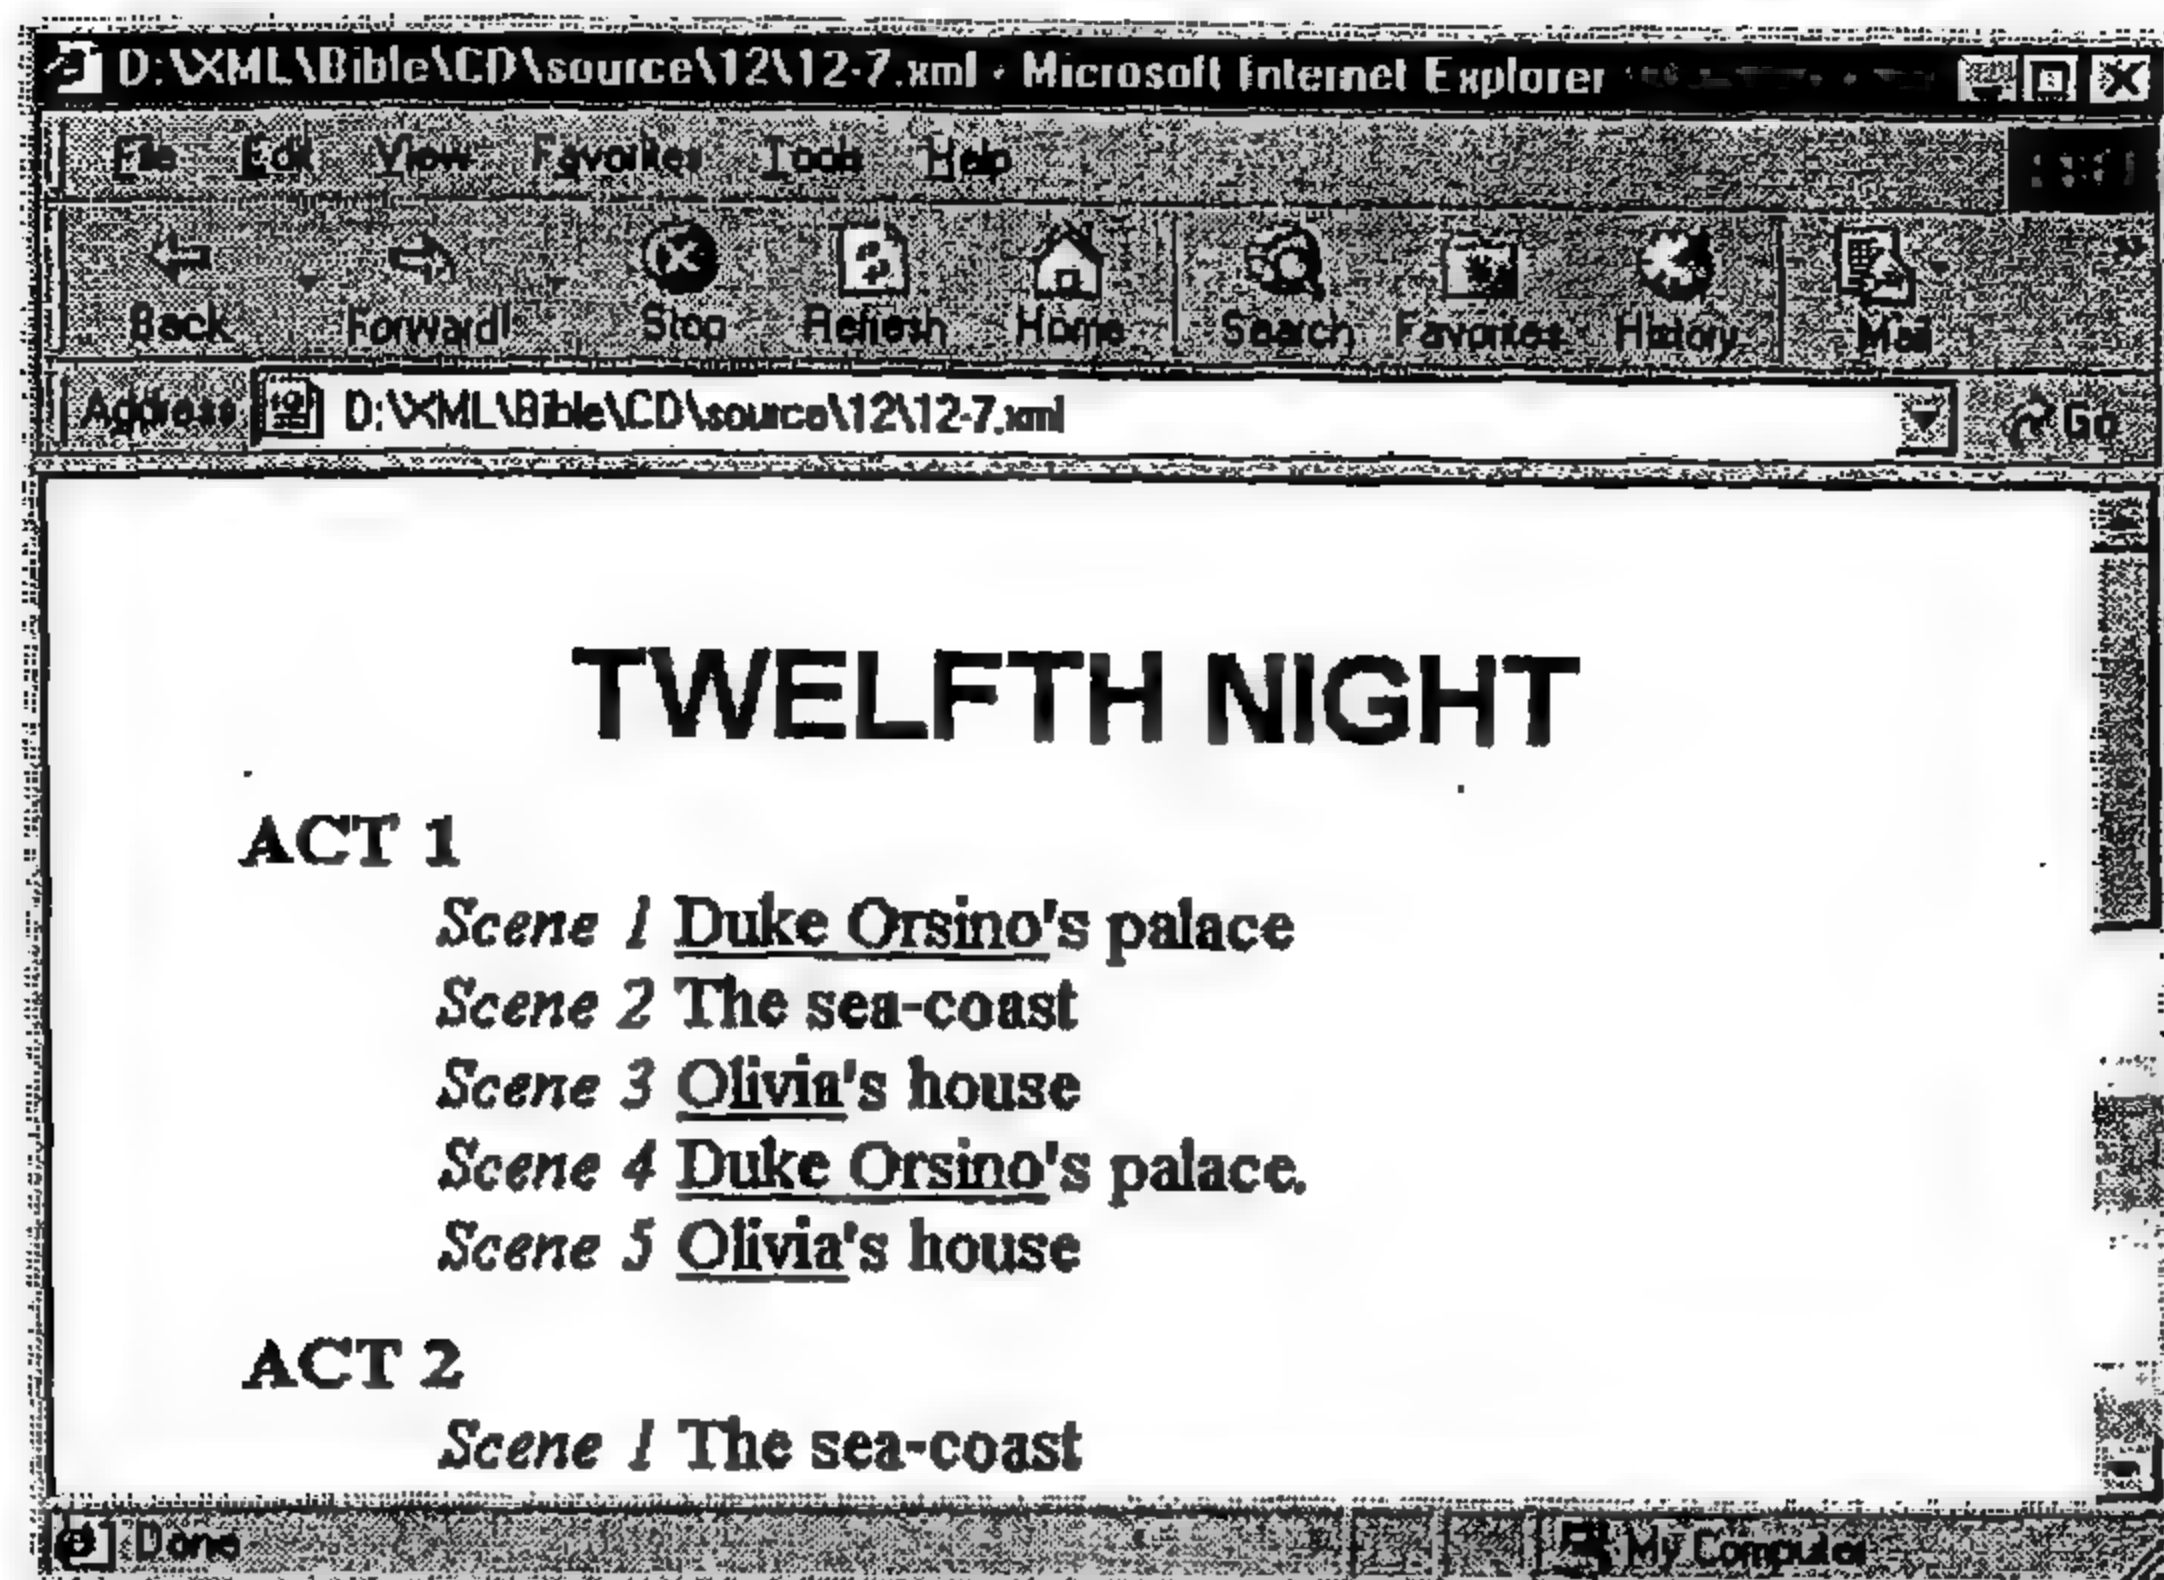 D:\XML\Bible\CD\source\12\12-7.xml - Microsoft Internet Explorer
File Edit View Favorites Tools Help
Back Forward Stop Refresh Home Search Favorites History Mail
Address D:\XML\Bible\CD\source\12\12-7.xml Go
TWELFTH NIGHT
ACT 1
Scene 1 Duke Orsino's palace
Scene 2 The sea-coast
Scene 3 Olivia's house
Scene 4 Duke Orsino's palace.
Scene 5 Olivia's house
ACT 2
Scene 1 The sea-coast
Done My Computer